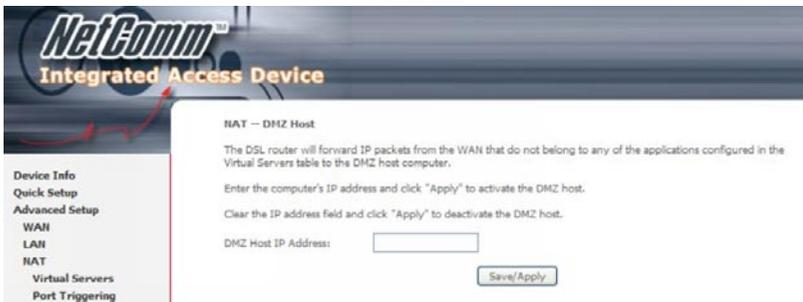 NetComm™
Integrated Access Device
NAT -- DMZ Host
The DSL router will forward IP packets from the WAN that do not belong to any of the applications configured in the
Virtual Servers table to the DMZ host computer.
Enter the computer's IP address and click "Apply" to activate the DMZ host.
Clear the IP address field and click "Apply" to deactivate the DMZ host.
DMZ Host IP Address:
Save/Apply
Device Info
Quick Setup
Advanced Setup
WAN
LAN
NAT
Virtual Servers
Port Triggering